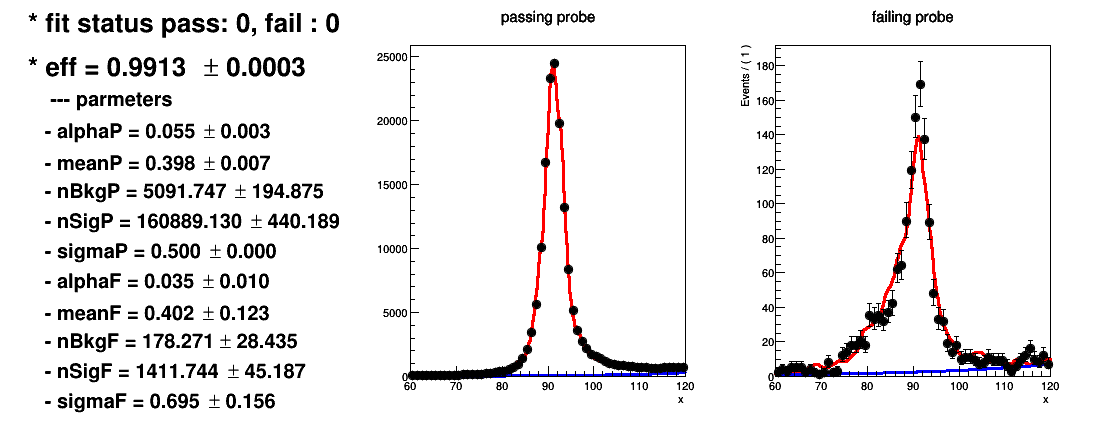 * fit status pass: 0, fail : 0
* eff = 0.9913 ± 0.0003
--- parmeters
- alphaP = 0.055 ± 0.003
- meanP = 0.398 ± 0.007
- nBkgP = 5091.747 ± 194.875
- nSigP = 160889.130 ± 440.189
- sigmaP = 0.500 ± 0.000
- alphaF = 0.035 ± 0.010
- meanF = 0.402 ± 0.123
- nBkgF = 178.271 ± 28.435
- nSigF = 1411.744 ± 45.187
- sigmaF = 0.695 ± 0.156
passing probe
25000
20000
15000
10000
5000
0
60 70 80 90 100 110 120
x
failing probe
Events / ( 1 )
180
160
140
120
100
80
60
40
20
0
60 70 80 90 100 110 120
x